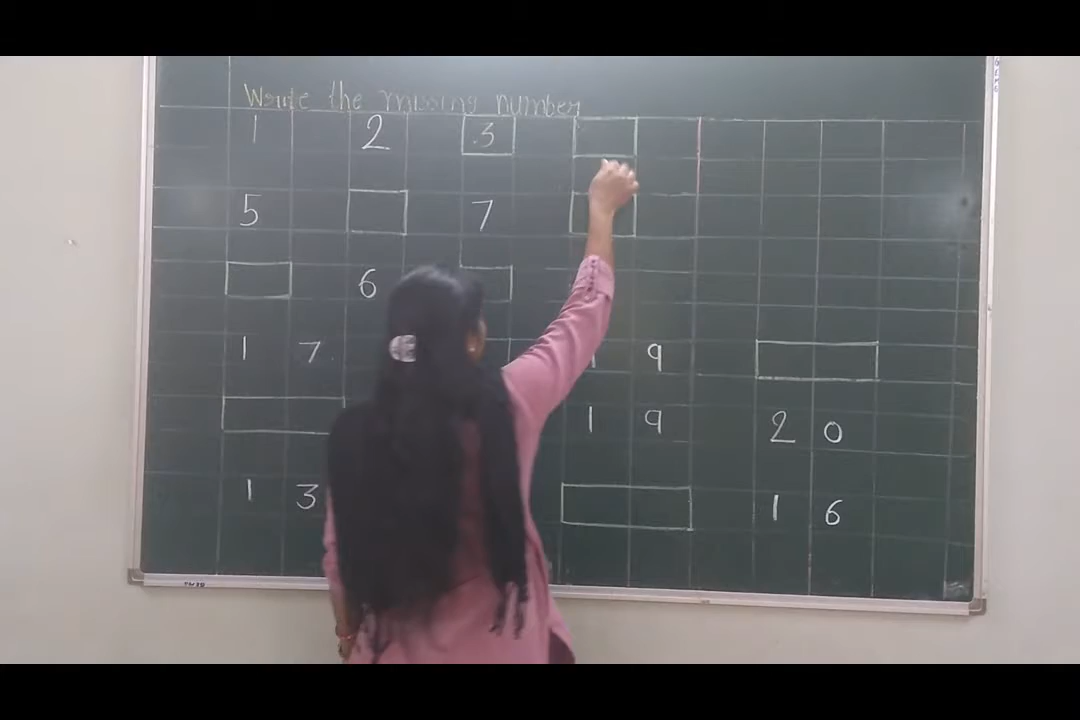 Write the missing number
1 2 3
5 7
6
1 7 1 9
1 9 2 0
1 3 1 6